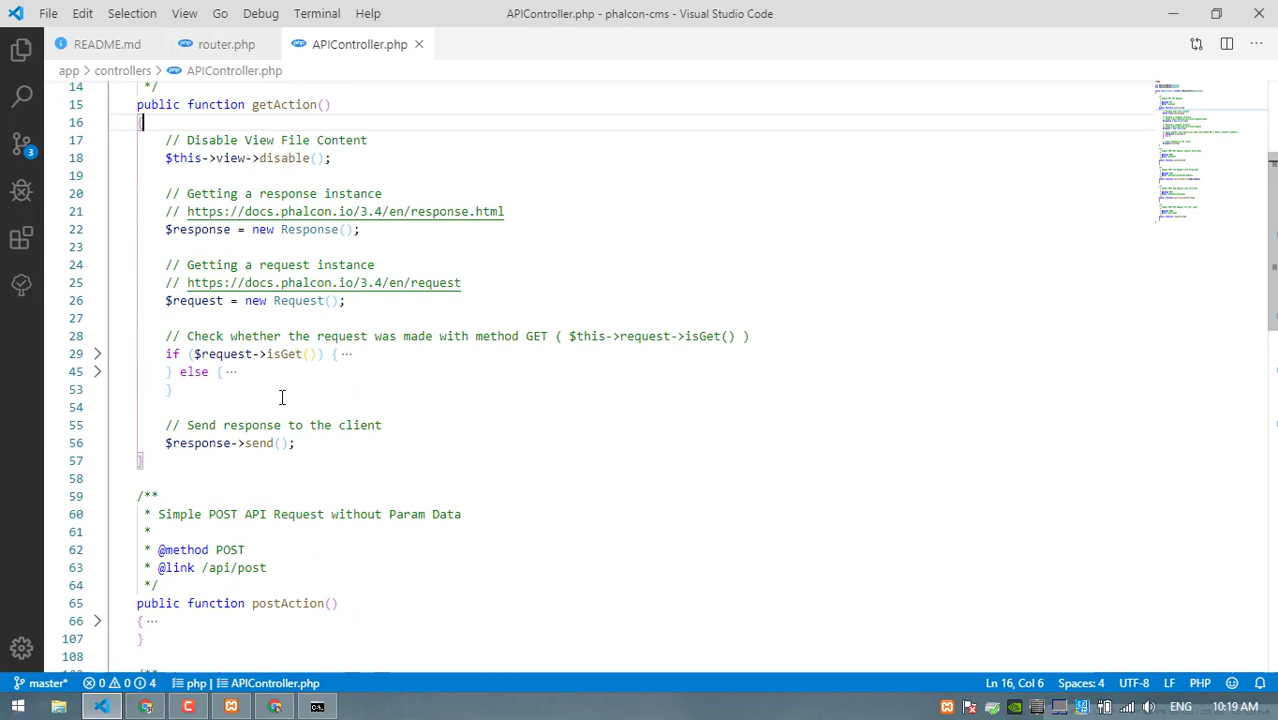 File Edit Selection View Go Debug Terminal Help APIController.php • phalcon-cms - Visual Studio Code
README.md router.php APIController.php
app > controllers > APIController.php
14 */
15 public function getAction()
16 {
17 // Disable View File Content
18 $this->view->disable();
19
20 // Getting a response instance
21 // https://docs.phalcon.io/3.4/en/response.html
22 $response = new Response();
23
24 // Getting a request instance
25 // https://docs.phalcon.io/3.4/en/request
26 $request = new Request();
27
28 // Check whether the request was made with method GET ( $this->request->isGet() )
29 if ($request->isGet()) { ...
45 } else { ...
53 }
54
55 // Send response to the client
56 $response->send();
57 }
58
59 /**
60 * Simple POST API Request without Param Data
61 *
62 * @method POST
63 * @link /api/post
64 */
65 public function postAction()
66 { ...
107 }
108
3
master* 0 0 4 php | APIController.php Ln 16, Col 6 Spaces: 4 UTF-8 LF PHP
ENG 10:19 AM